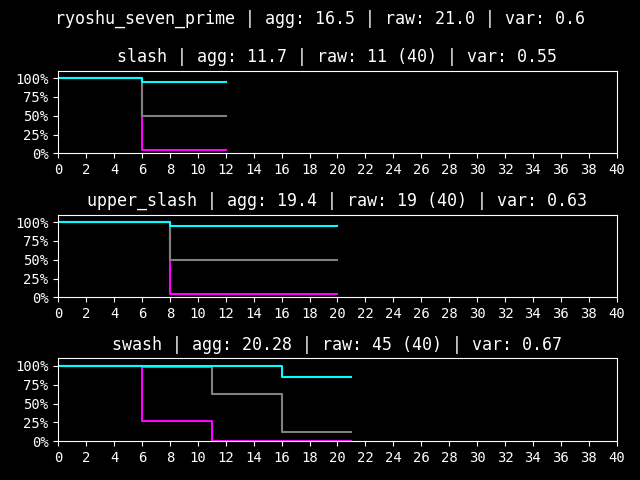 ryoshu_seven_prime | agg: 16.5 | raw: 21.0 | var: 0.6
slash | agg: 11.7 | raw: 11 (40) | var: 0.55
100%
75%
50%
25%
0%
0 2 4 6 8 10 12 14 16 18 20 22 24 26 28 30 32 34 36 38 40
upper_slash | agg: 19.4 | raw: 19 (40) | var: 0.63
100%
75%
50%
25%
0%
0 2 4 6 8 10 12 14 16 18 20 22 24 26 28 30 32 34 36 38 40
swash | agg: 20.28 | raw: 45 (40) | var: 0.67
100%
75%
50%
25%
0%
0 2 4 6 8 10 12 14 16 18 20 22 24 26 28 30 32 34 36 38 40